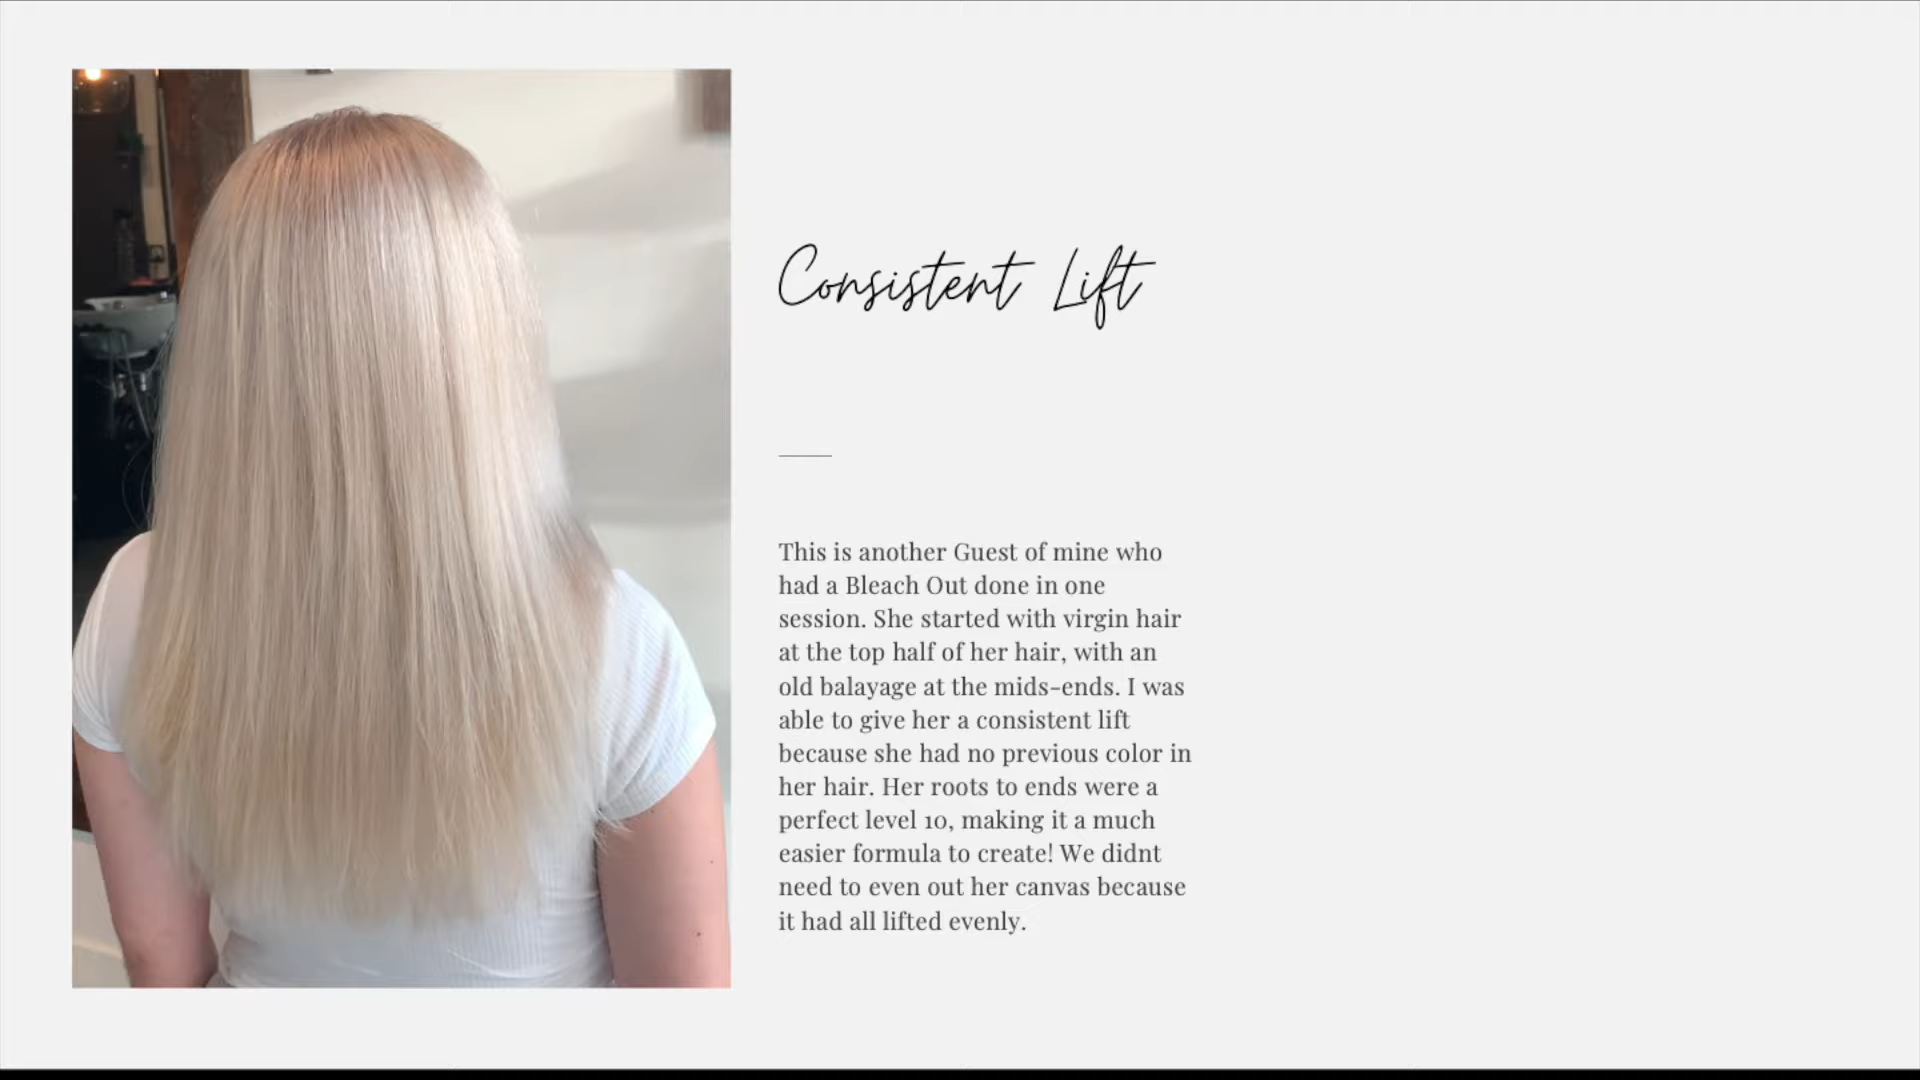 Consistent Lift
This is another Guest of mine who
had a Bleach Out done in one
session. She started with virgin hair
at the top half of her hair, with an
old balayage at the mids-ends. I was
able to give her a consistent lift
because she had no previous color in
her hair. Her roots to ends were a
perfect level 10, making it a much
easier formula to create! We didnt
need to even out her canvas because
it had all lifted evenly.